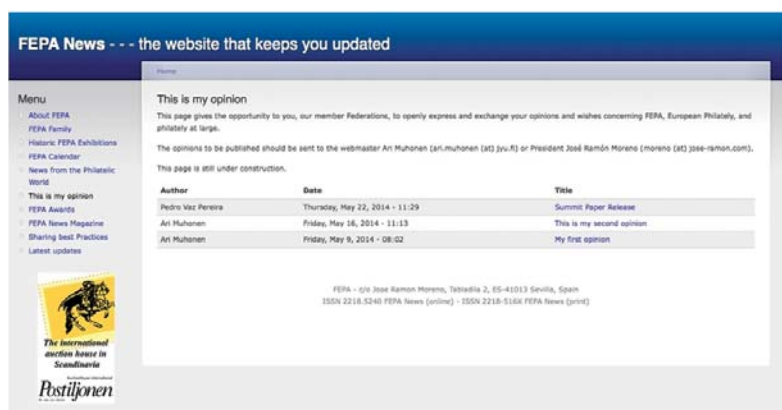 FEPA News - - - the website that keeps you updated
Home
Menu
About FEPA
FEPA Family
Historic FEPA Exhibitions
FEPA Calendar
News from the Philatelic
World
This is my opinion
FEPA Awards
FEPA News Magazine
Sharing best Practices
Latest updates
This is my opinion
This page gives the opportunity to you, our member Federations, to openly express and exchange your opinions and wishes concerning FEPA, European Philately, and
philately at large.
The opinions to be published should be sent to the webmaster Ari Muhonen (ari.muhonen (at) jyu.fi) or President José Ramón Moreno (moreno (at) jose-ramon.com).
This page is still under construction.
Author Date Title
Pedro Vaz Pereira Thursday, May 22, 2014 - 11:29 Summit Paper Release
Ari Muhonen Friday, May 16, 2014 - 11:13 This is my second opinion
Ari Muhonen Friday, May 9, 2014 - 08:02 My first opinion
FEPA - c/o Jose Ramon Moreno, Tabladila 2, ES-41013 Sevilla, Spain
ISSN 2218.5240 FEPA News (online) - ISSN 2218-516X FEPA News (print)
The international
auction house in
Scandinavia
Postiljonen